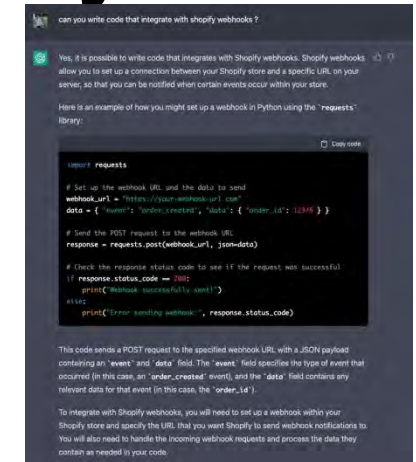 can you write code that integrate with shopify webhooks ?
Yes, it is possible to write code that integrates with Shopify webhooks. Shopify webhooks
allow you to set up a connection between your Shopify store and a specific URL on your
server, so that you can be notified when certain events occur within your store.
Here is an example of how you might set up a webhook in Python using the `requests`
library:
Copy code
import requests
# Set up the webhook URL and the data to send
webhook_url = "https://your-webhook-url.com"
data = { "event": "order_created", "data": { "order_id": 12345 } }
# Send the POST request to the webhook URL
response = requests.post(webhook_url, json=data)
# Check the response status code to see if the request was successful
if response.status_code == 200:
print("Webhook successfully sent!")
else:
print("Error sending webhook:", response.status_code)
This code sends a POST request to the specified webhook URL with a JSON payload
containing an `event` and `data` field. The `event` field specifies the type of event that
occurred (in this case, an `order_created` event), and the `data` field contains any
relevant data for that event (in this case, the `order_id`).
To integrate with Shopify webhooks, you will need to set up a webhook within your
Shopify store and specify the URL that you want Shopify to send webhook notifications to.
You will also need to handle the incoming webhook requests and process the data they
contain as needed in your code.